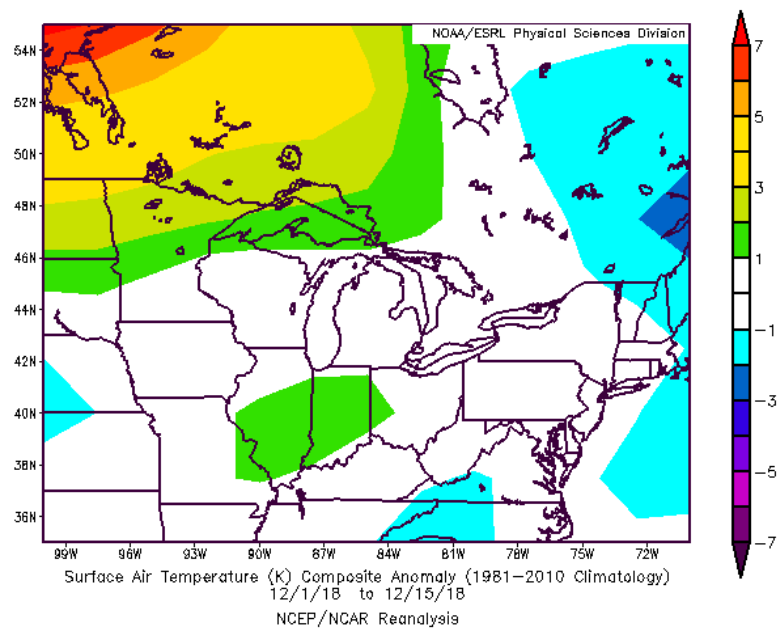 NOAA/ESRL Physical Sciences Division
54N
52N
50N
48N
46N
44N
42N
40N
38N
36N
99W 96W 93W 90W 87W 84W 81W 78W 75W 72W
7
5
3
1
-1
-3
-5
-7
Surface Air Temperature (K) Composite Anomaly (1981-2010 Climatology)
12/1/18 to 12/15/18
NCEP/NCAR Reanalysis